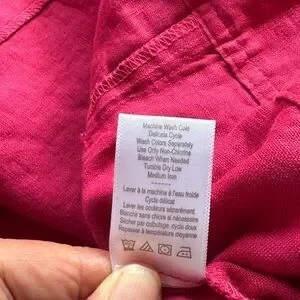 Machine Wash Cold
Delicate Cycle
Wash Colors Separately
Use Only Non-Chlorine
Bleach When Needed
Tumble Dry Low
Medium Iron
Laver à la machine à l'eau froide
Cycle délicat
Laver les couleurs séparément
Blanchir sans chlore si nécessaire
Sécher par culbutage, cycle doux
Repasser à température moyenne